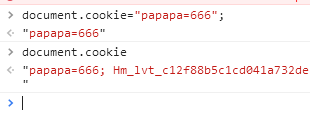 > document.cookie="papapa=666";
< "papapa=666"
> document.cookie
< "papapa=666; Hm_lvt_c12f88b5c1cd041a732de
"
>